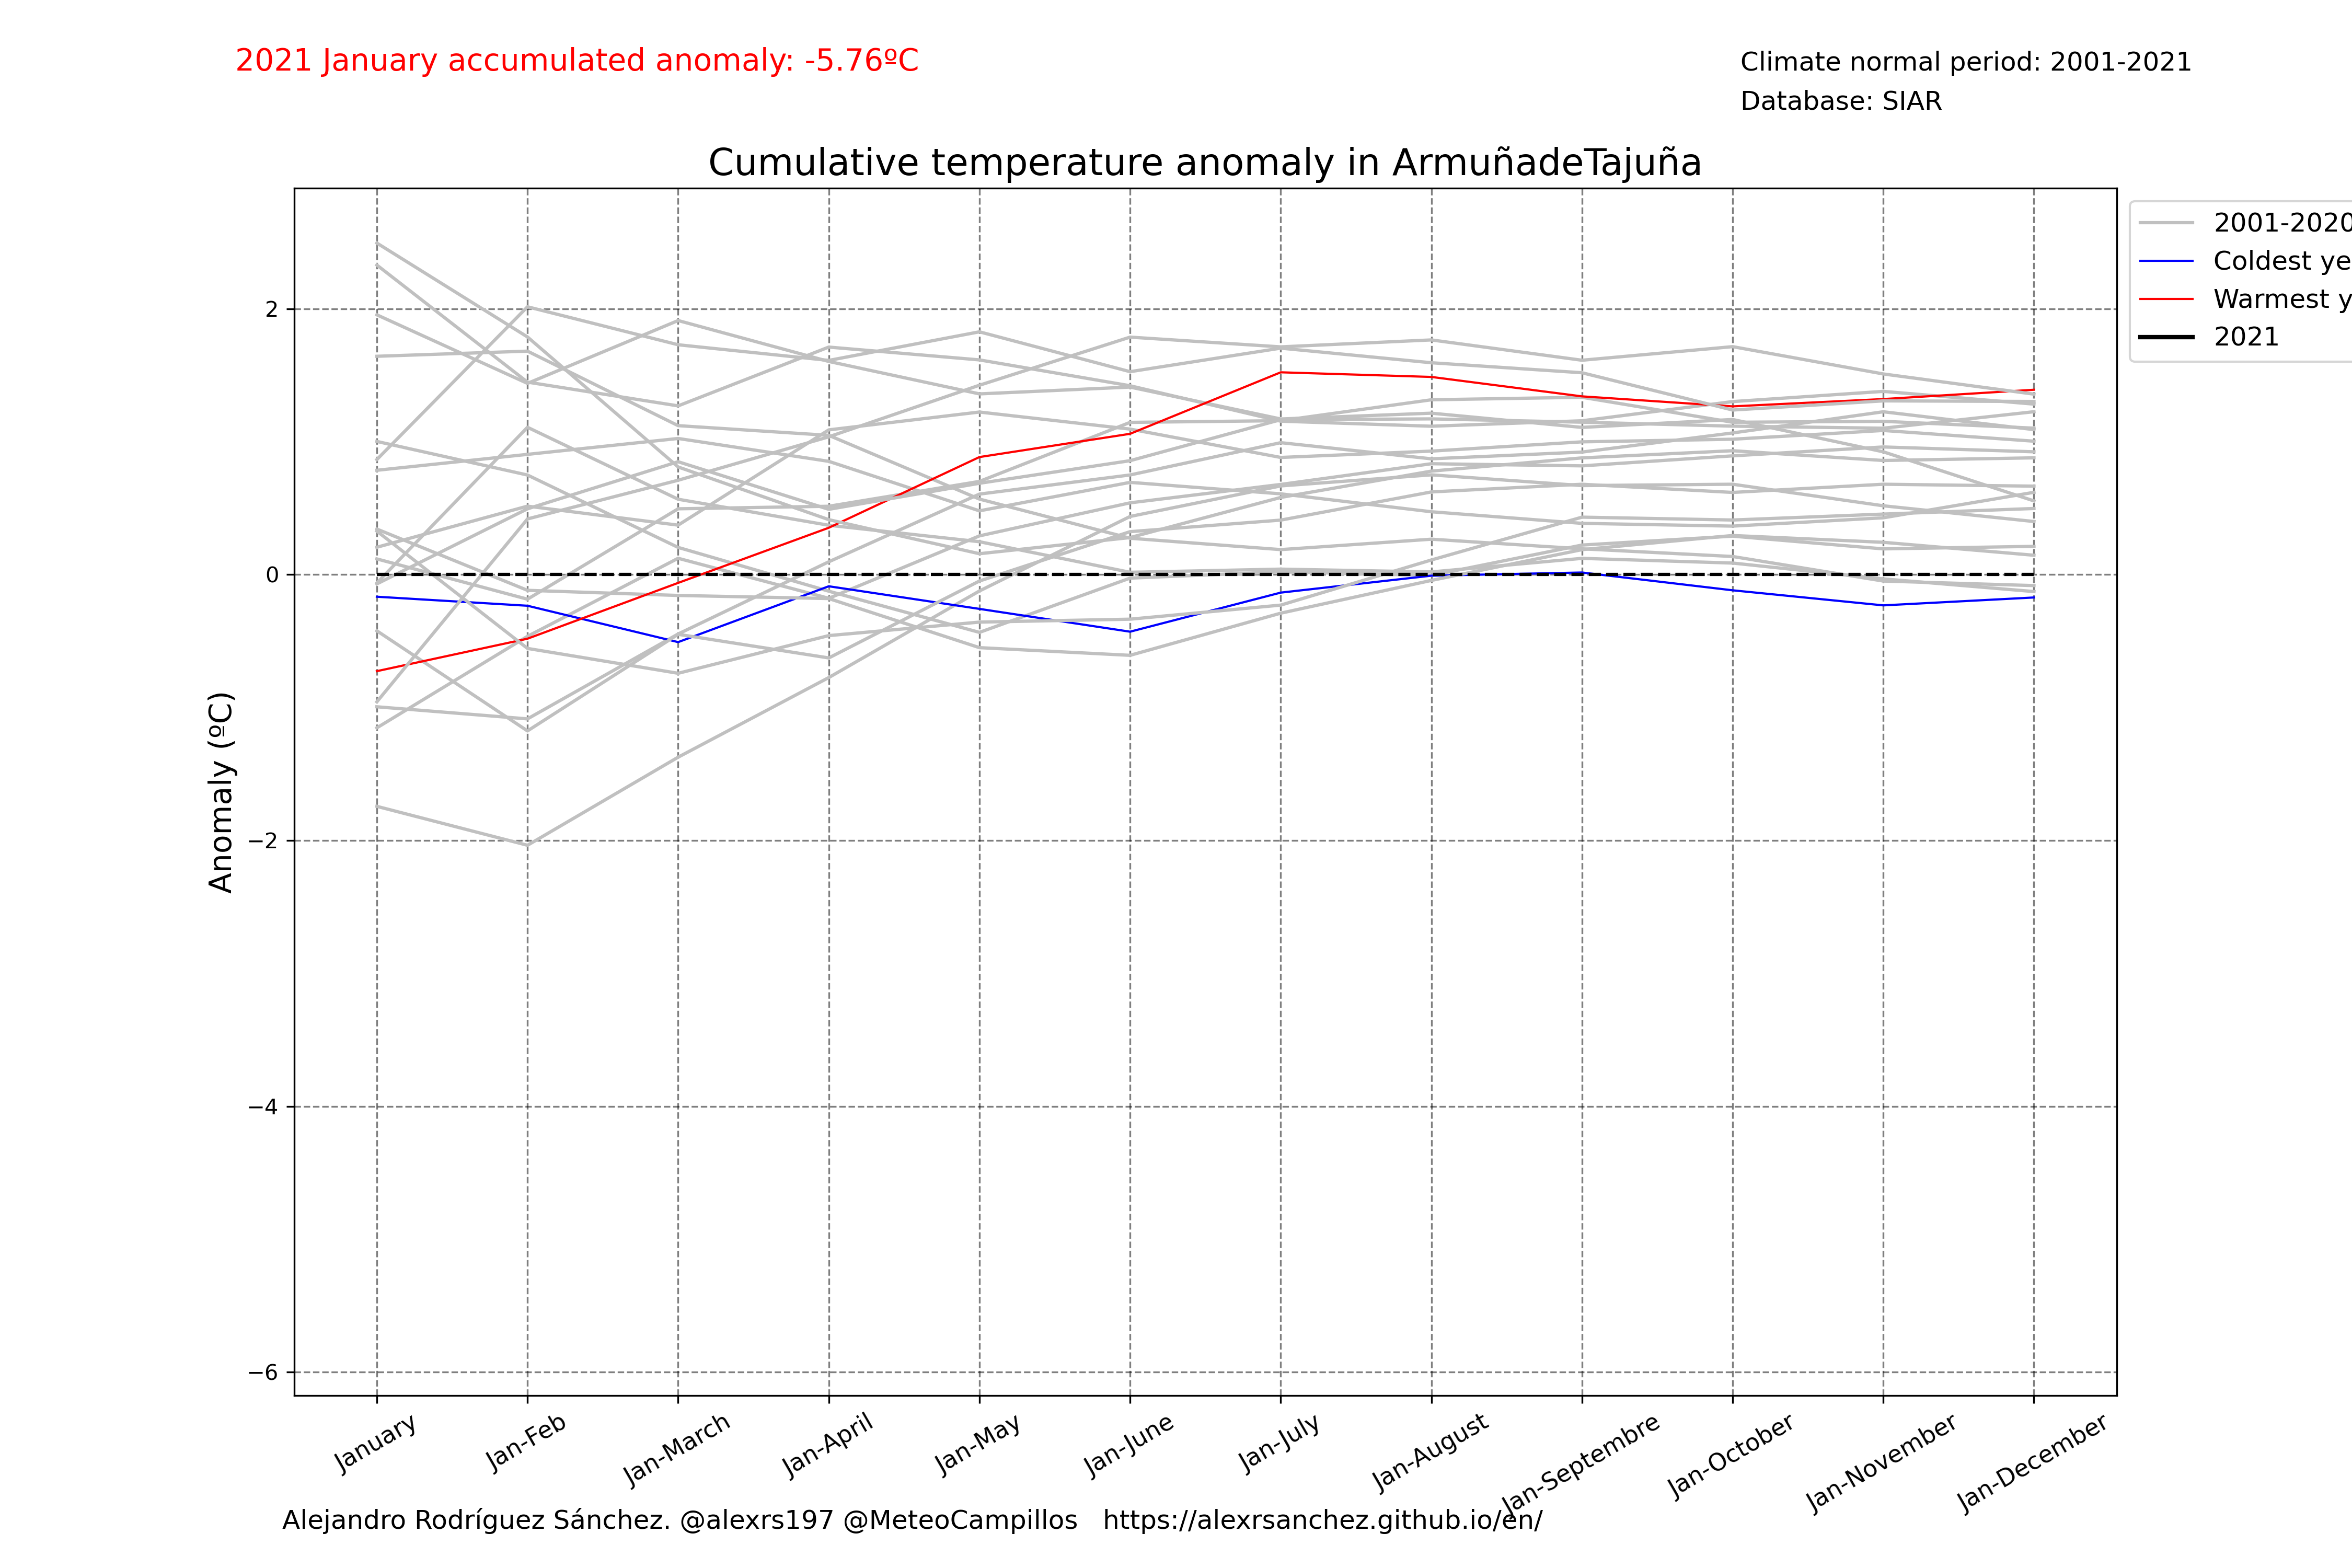 2021 January accumulated anomaly: -5.76ºC
Climate normal period: 2001-2021
Database: SIAR
Cumulative temperature anomaly in ArmuñadeTajuña
2001-2020
Coldest ye
Warmest y
2021
Anomaly (ºC)
2
0
−2
−4
−6
January
Jan-Feb
Jan-March
Jan-April
Jan-May
Jan-June
Jan-July
Jan-August
Jan-Septembre
Jan-October
Jan-November
Jan-December
Alejandro Rodríguez Sánchez. @alexrs197 @MeteoCampillos   https://alexrsanchez.github.io/en/